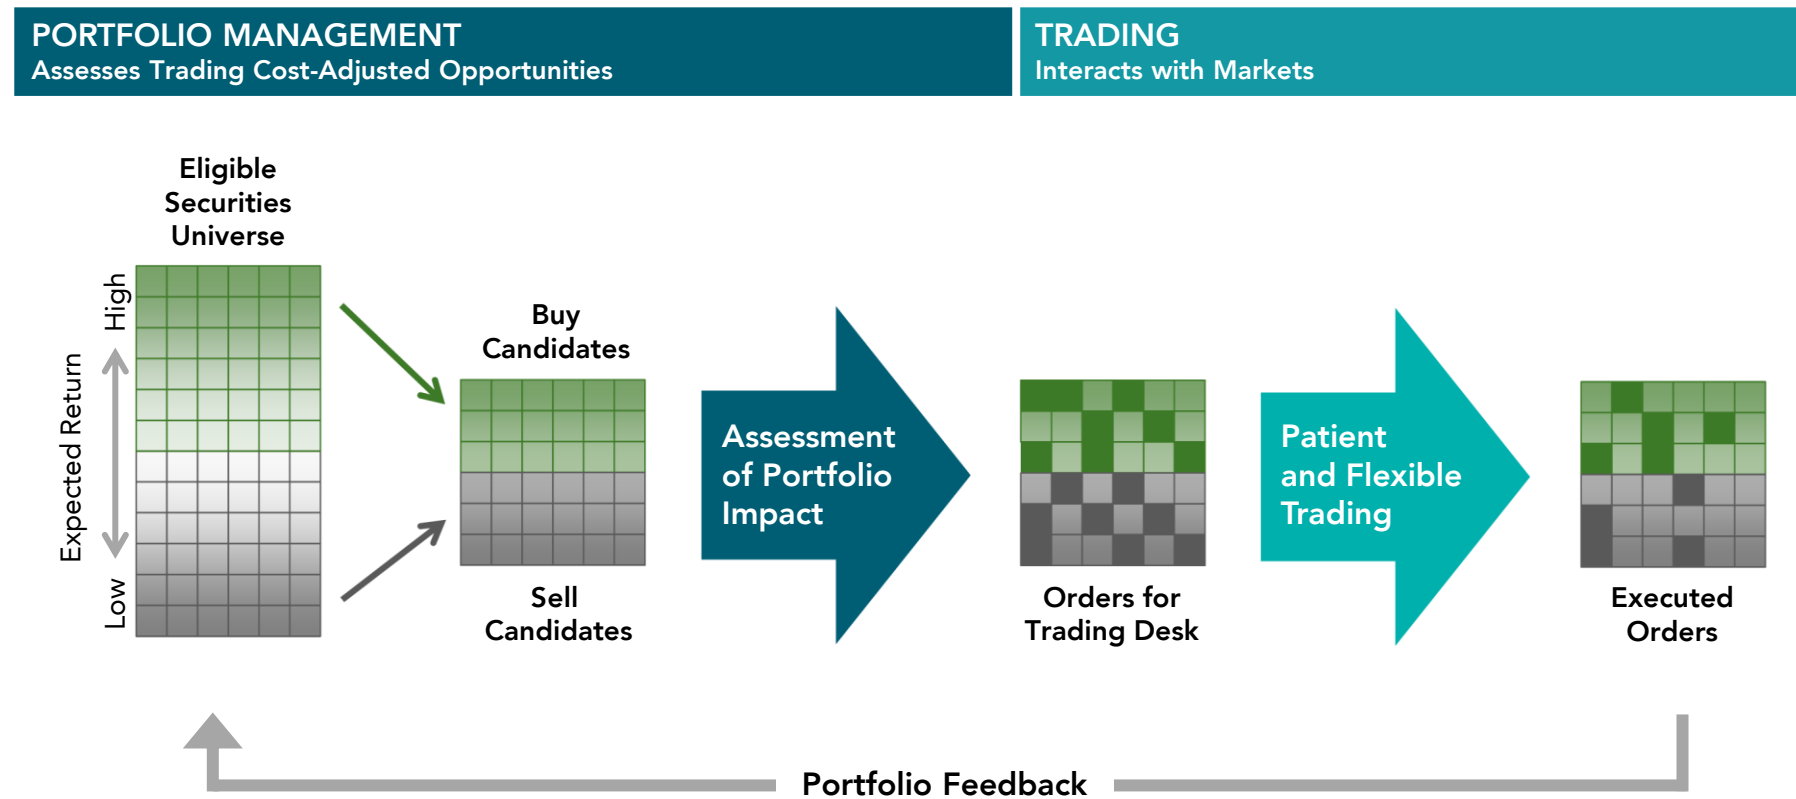 PORTFOLIO MANAGEMENT
Assesses Trading Cost-Adjusted Opportunities
TRADING
Interacts with Markets
Eligible
Securities
Universe
High
Expected Return
Low
Buy
Candidates
Sell
Candidates
Assessment
of Portfolio
Impact
Orders for
Trading Desk
Patient
and Flexible
Trading
Executed
Orders
Portfolio Feedback